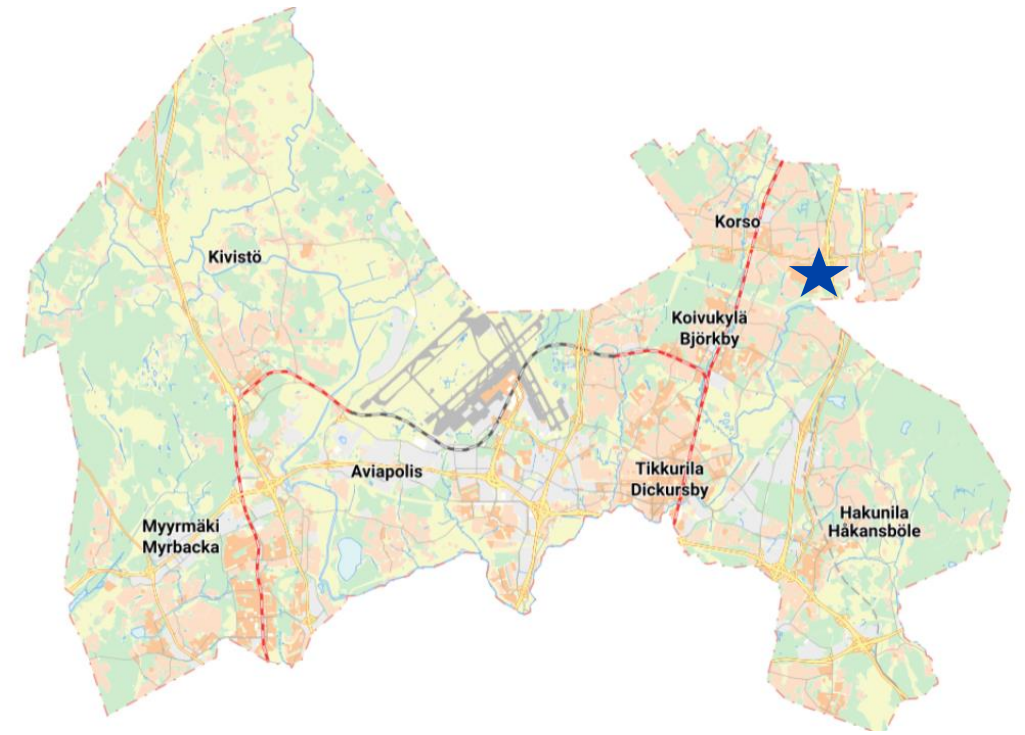 Korso
Kivistö
Koivukylä
Björkby
Aviapolis
Tikkurila
Dickursby
Hakunila
Håkansböle
Myyrmäki
Myrbacka